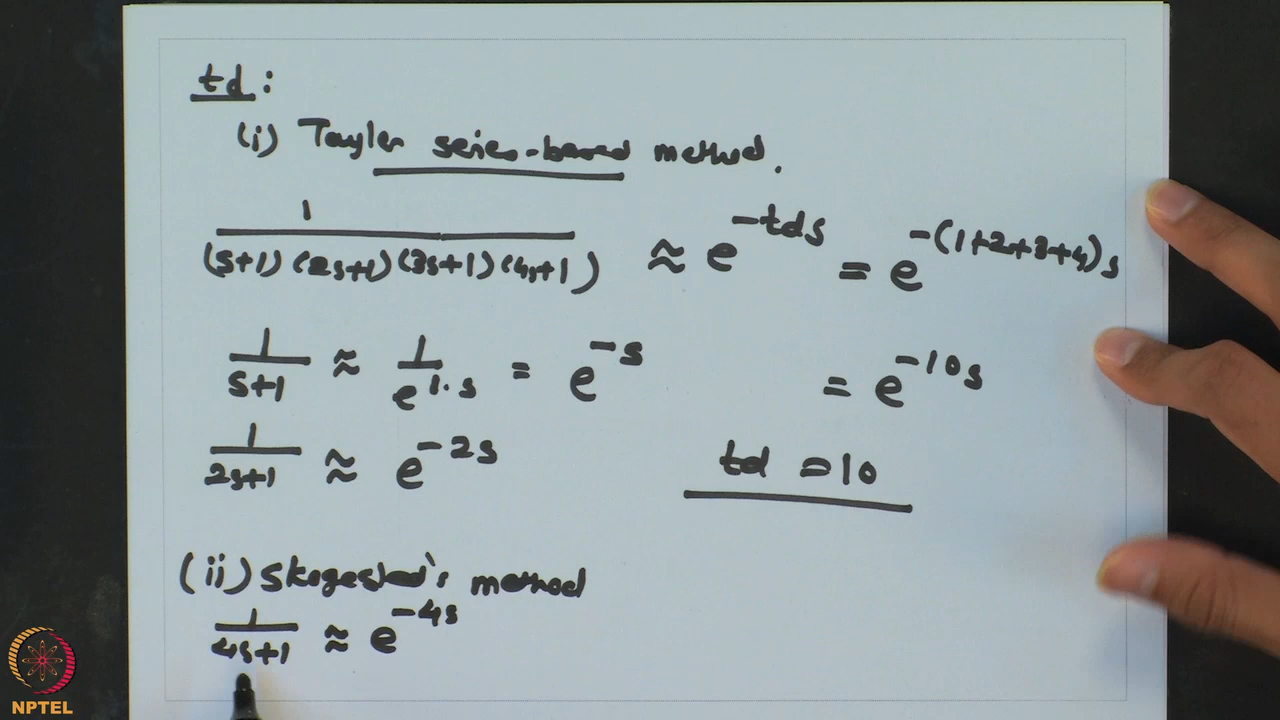 td:
(i) Tayler series-based method.
1/((s+1)(2s+1)(3s+1)(4s+1)) ≈ e^(-tds) = e^(-(1+2+3+4)s)
1/(s+1) ≈ 1/e^(1.s) = e^(-s)
= e^(-10s)
1/(2s+1) ≈ e^(-2s)
td = 10
(ii) Skogestad's method
1/(4s+1) ≈ e^(-4s)
NPTEL